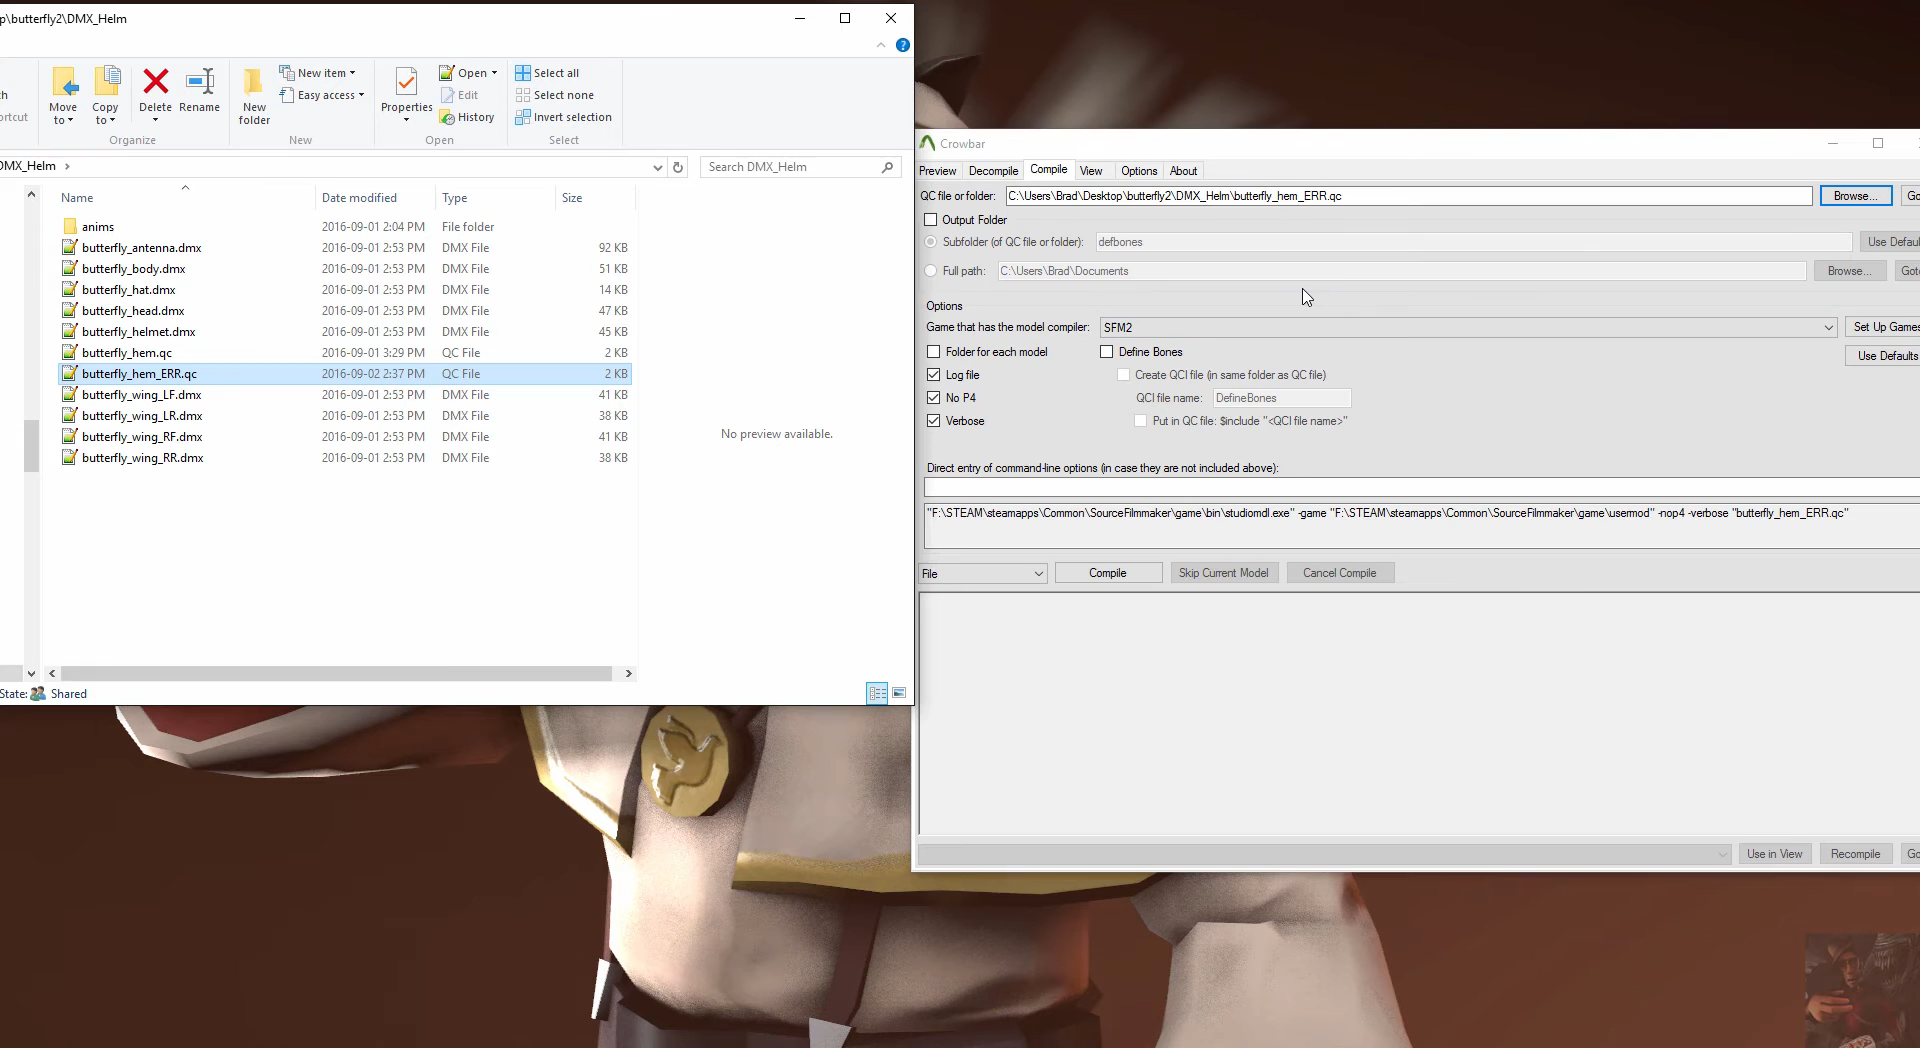 p\butterfly2\DMX_Helm
Move to
Copy to
Delete
Rename
New folder
New item
Easy access
Properties
Open
Edit
History
Select all
Select none
Invert selection
ch
ortcut
Organize
New
Open
Select
DMX_Helm >
Search DMX_Helm
Name
Date modified
Type
Size
anims 2016-09-01 2:04 PM File folder
butterfly_antenna.dmx 2016-09-01 2:53 PM DMX File 92 KB
butterfly_body.dmx 2016-09-01 2:53 PM DMX File 51 KB
butterfly_hat.dmx 2016-09-01 2:53 PM DMX File 14 KB
butterfly_head.dmx 2016-09-01 2:53 PM DMX File 47 KB
butterfly_helmet.dmx 2016-09-01 2:53 PM DMX File 45 KB
butterfly_hem.qc 2016-09-01 3:29 PM QC File 2 KB
butterfly_hem_ERR.qc 2016-09-02 2:37 PM QC File 2 KB
butterfly_wing_LF.dmx 2016-09-01 2:53 PM DMX File 41 KB
butterfly_wing_LR.dmx 2016-09-01 2:53 PM DMX File 38 KB
butterfly_wing_RF.dmx 2016-09-01 2:53 PM DMX File 41 KB
butterfly_wing_RR.dmx 2016-09-01 2:53 PM DMX File 38 KB
No preview available.
State: Shared
Crowbar
Preview Decompile Compile View Options About
QC file or folder: C:\Users\Brad\Desktop\butterfly2\DMX_Helm\butterfly_hem_ERR.qc Browse... Go
Output Folder
Subfolder (of QC file or folder): defbones Use Defau
Full path: C:\Users\Brad\Documents Browse... Got
Options
Game that has the model compiler: SFM2 Set Up Games
Folder for each model Define Bones Use Defaults
Log file Create QCI file (in same folder as QC file)
No P4 QCI file name: DefineBones
Verbose Put in QC file: $include "<QCI file name>"
Direct entry of command-line options (in case they are not included above):
"F:\STEAM\steamapps\Common\SourceFilmmaker\game\bin\studiomdl.exe" -game "F:\STEAM\steamapps\Common\SourceFilmmaker\game\usermod" -nop4 -verbose "butterfly_hem_ERR.qc"
File Compile Skip Current Model Cancel Compile
Use in View Recompile Go